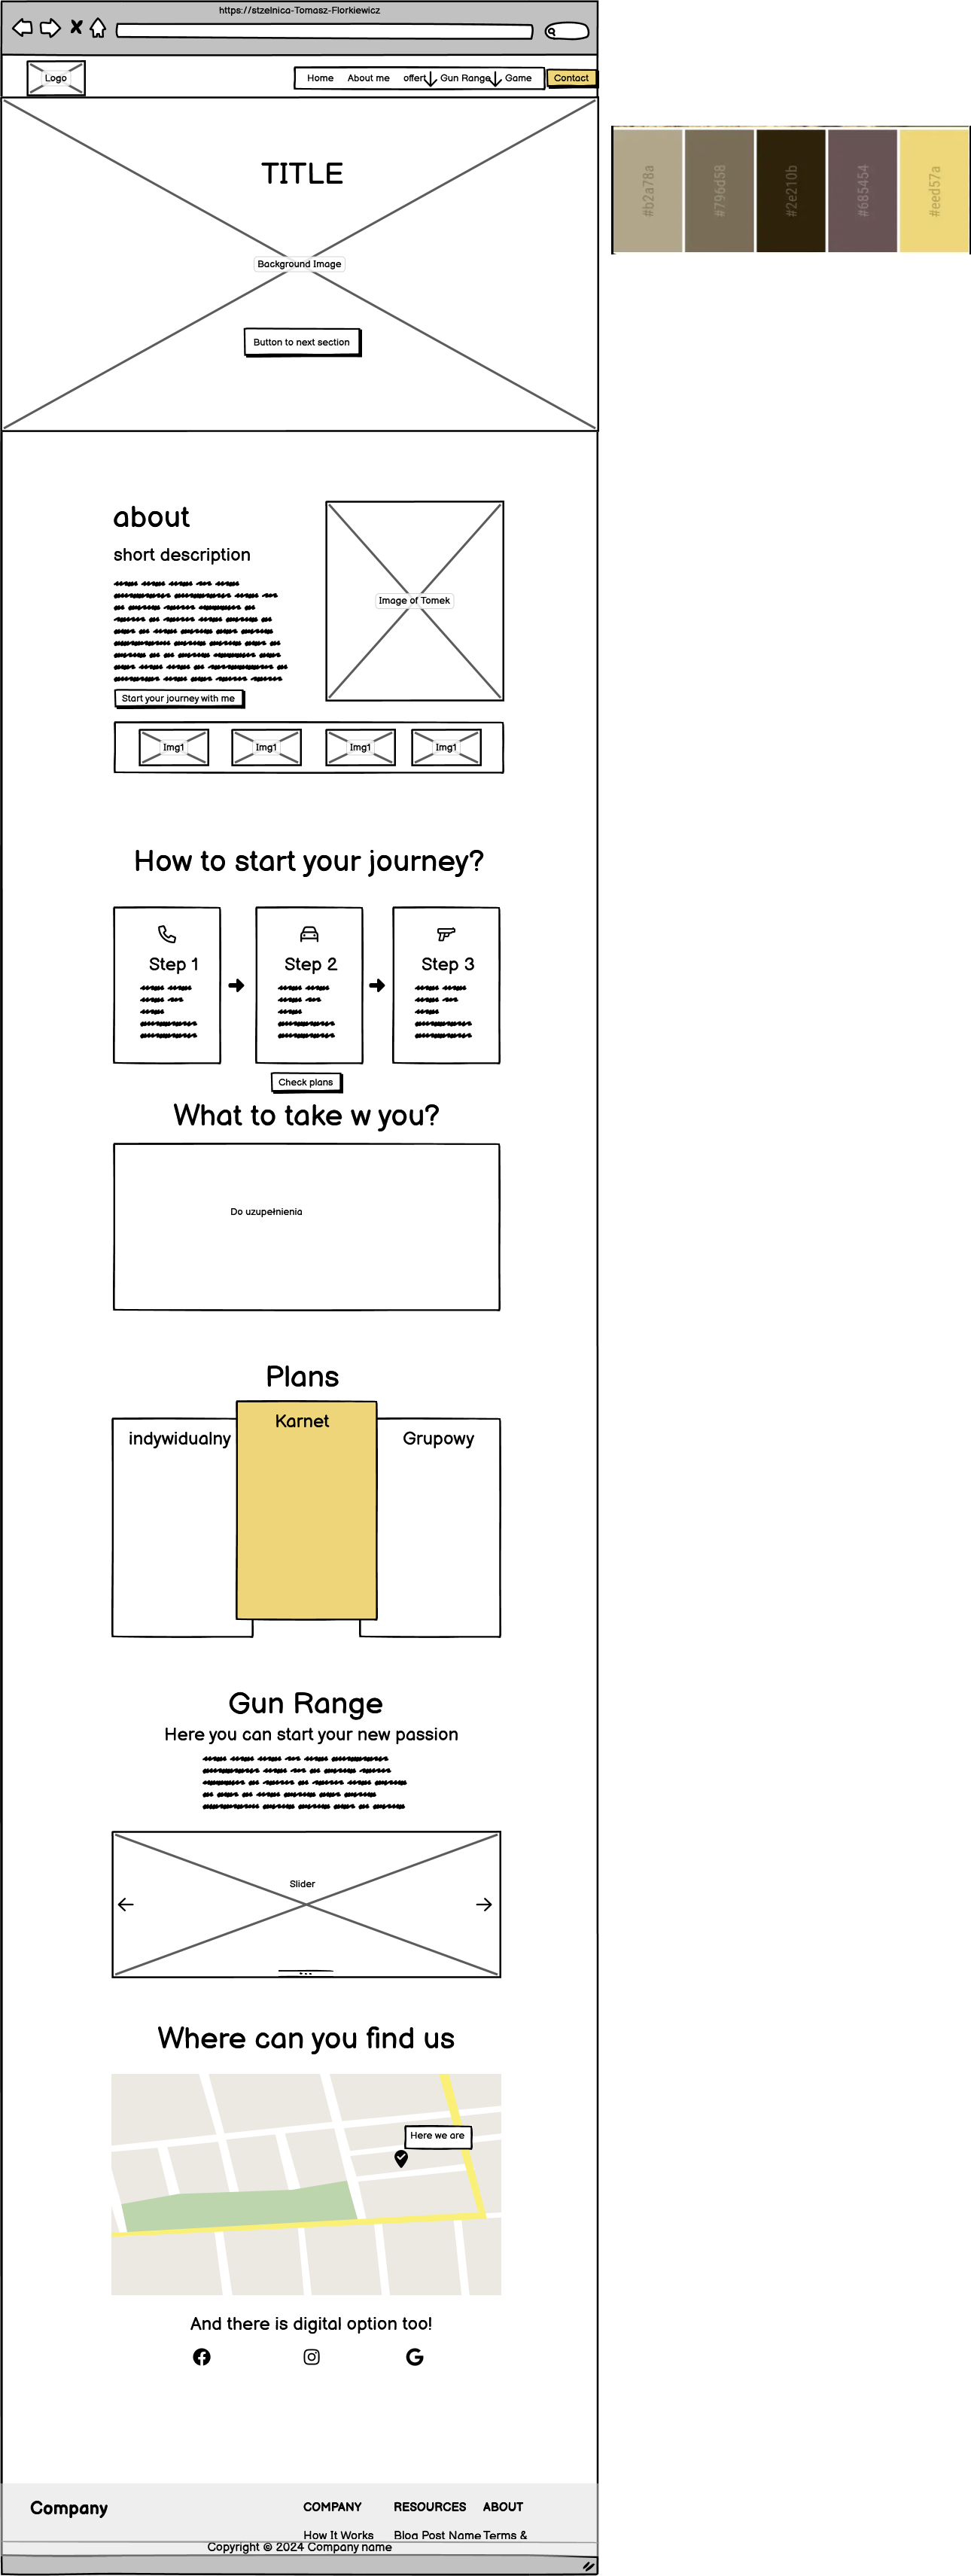 https://stzelnica-Tomasz-Florkiewicz
Logo
Home About me offert Gun Range Game Contact
TITLE
Background Image
Button to next section
#b2a78a
#796d58
#2e210b
#685454
#eed57a
about
short description
Image of Tomek
Start your journey with me
Img1 Img1 Img1 Img1
How to start your journey?
Step 1 Step 2 Step 3
Check plans
What to take w you?
Do uzupełnienia
Plans
indywidualny Karnet Grupowy
Gun Range
Here you can start your new passion
Slider
Where can you find us
Here we are
And there is digital option too!
Company
COMPANY RESOURCES ABOUT
How It Works Blog Post Name Terms &
Copyright © 2024 Company name